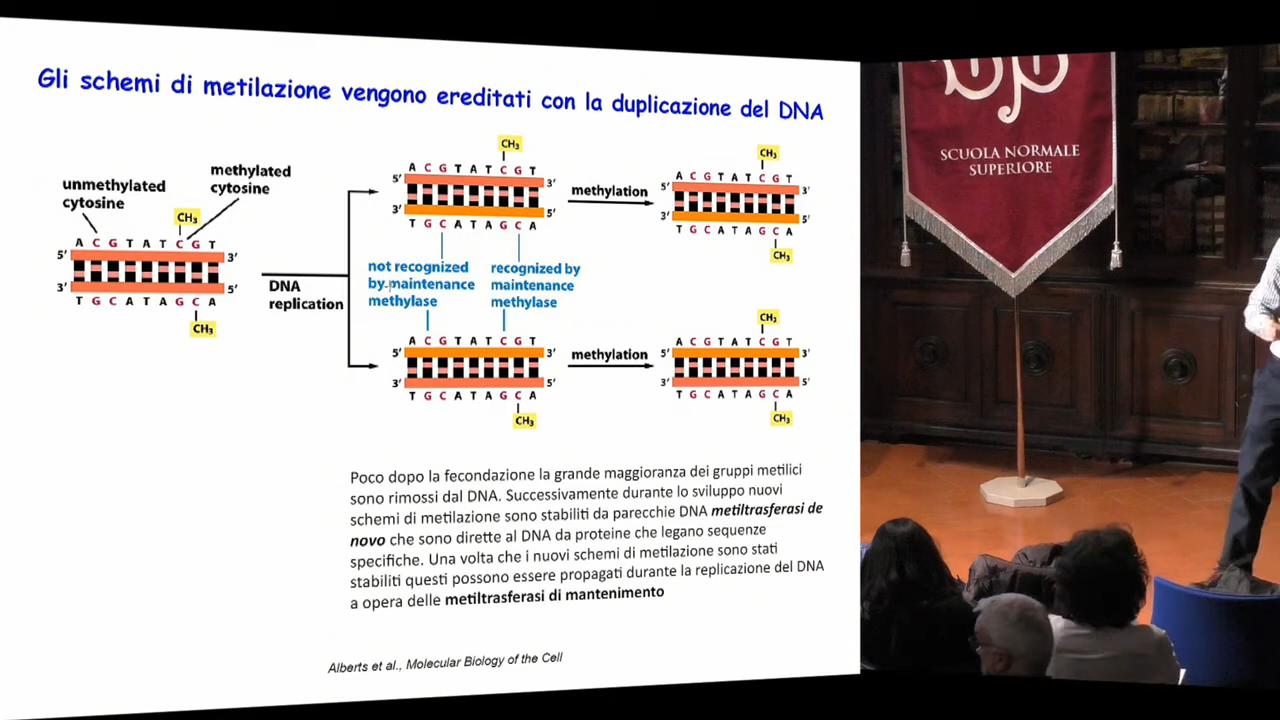 Gli schemi di metilazione vengono ereditati con la duplicazione del DNA
unmethylated
cytosine
methylated
cytosine
CH₃
A C G T A T C G T
5' 3'
3' 5'
T G C A T A G C A
CH₃
DNA
replication
CH₃
A C G T A T C G T
5' 3'
3' 5'
T G C A T A G C A
methylation
CH₃
A C G T A T C G T
5' 3'
3' 5'
T G C A T A G C A
CH₃
not recognized
by maintenance
methylase
recognized by
maintenance
methylase
A C G T A T C G T
5' 3'
3' 5'
T G C A T A G C A
CH₃
methylation
CH₃
A C G T A T C G T
5' 3'
3' 5'
T G C A T A G C A
CH₃
Poco dopo la fecondazione la grande maggioranza dei gruppi metilici
sono rimossi dal DNA. Successivamente durante lo sviluppo nuovi
schemi di metilazione sono stabiliti da parecchie DNA metiltrasferasi de
novo che sono dirette al DNA da proteine che legano sequenze
specifiche. Una volta che i nuovi schemi di metilazione sono stati
stabiliti questi possono essere propagati durante la replicazione del DNA
a opera delle metiltrasferasi di mantenimento
Alberts et al., Molecular Biology of the Cell
SCUOLA NORMALE
SUPERIORE